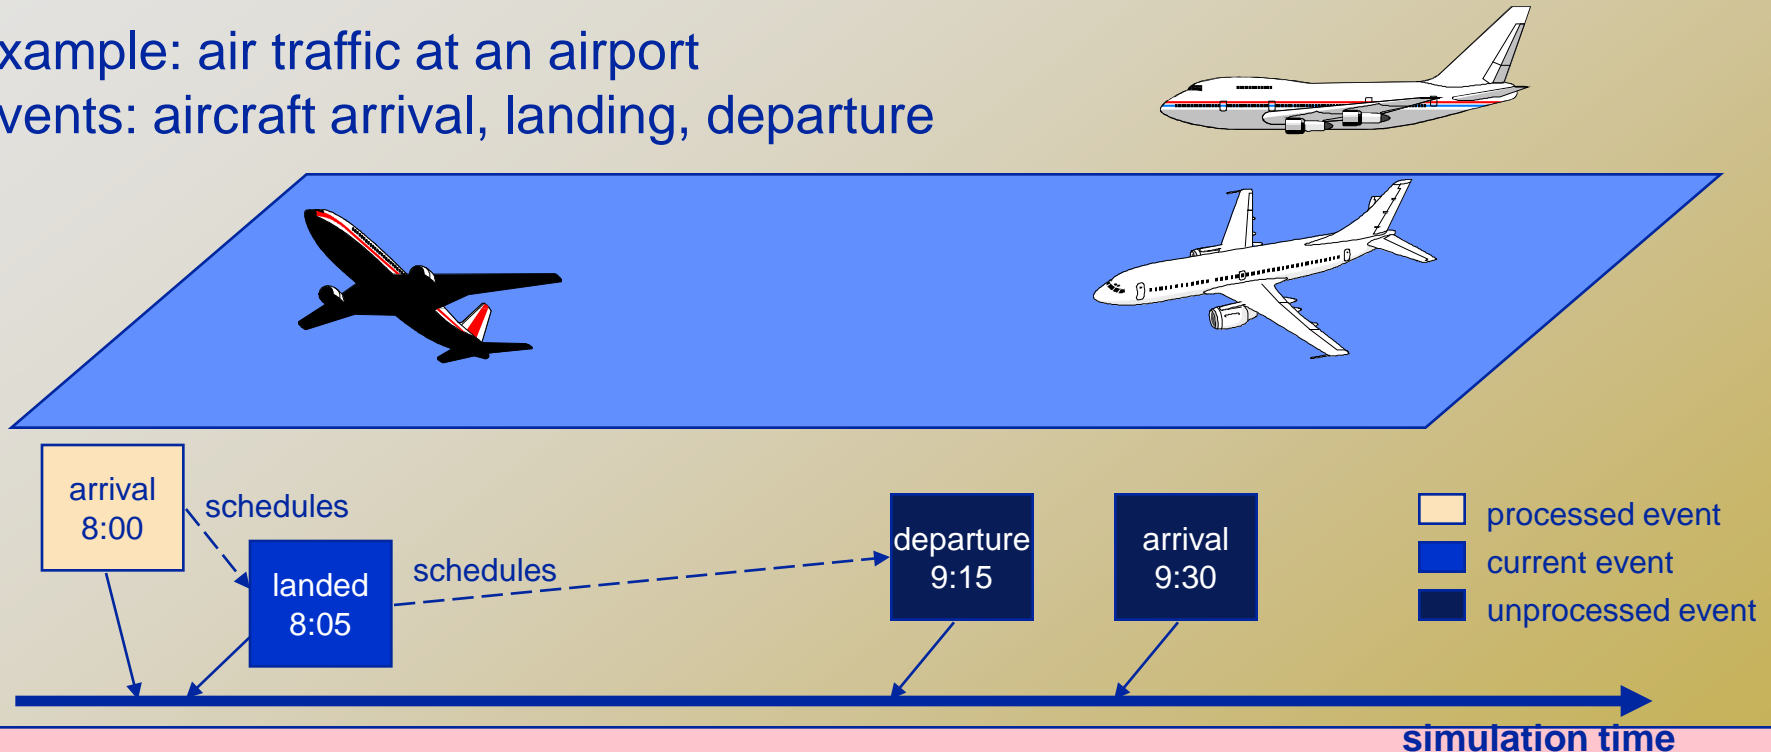 xample: air traffic at an airport
vents: aircraft arrival, landing, departure
arrival
8:00
schedules
landed
8:05
schedules
departure
9:15
arrival
9:30
processed event
current event
unprocessed event
simulation time